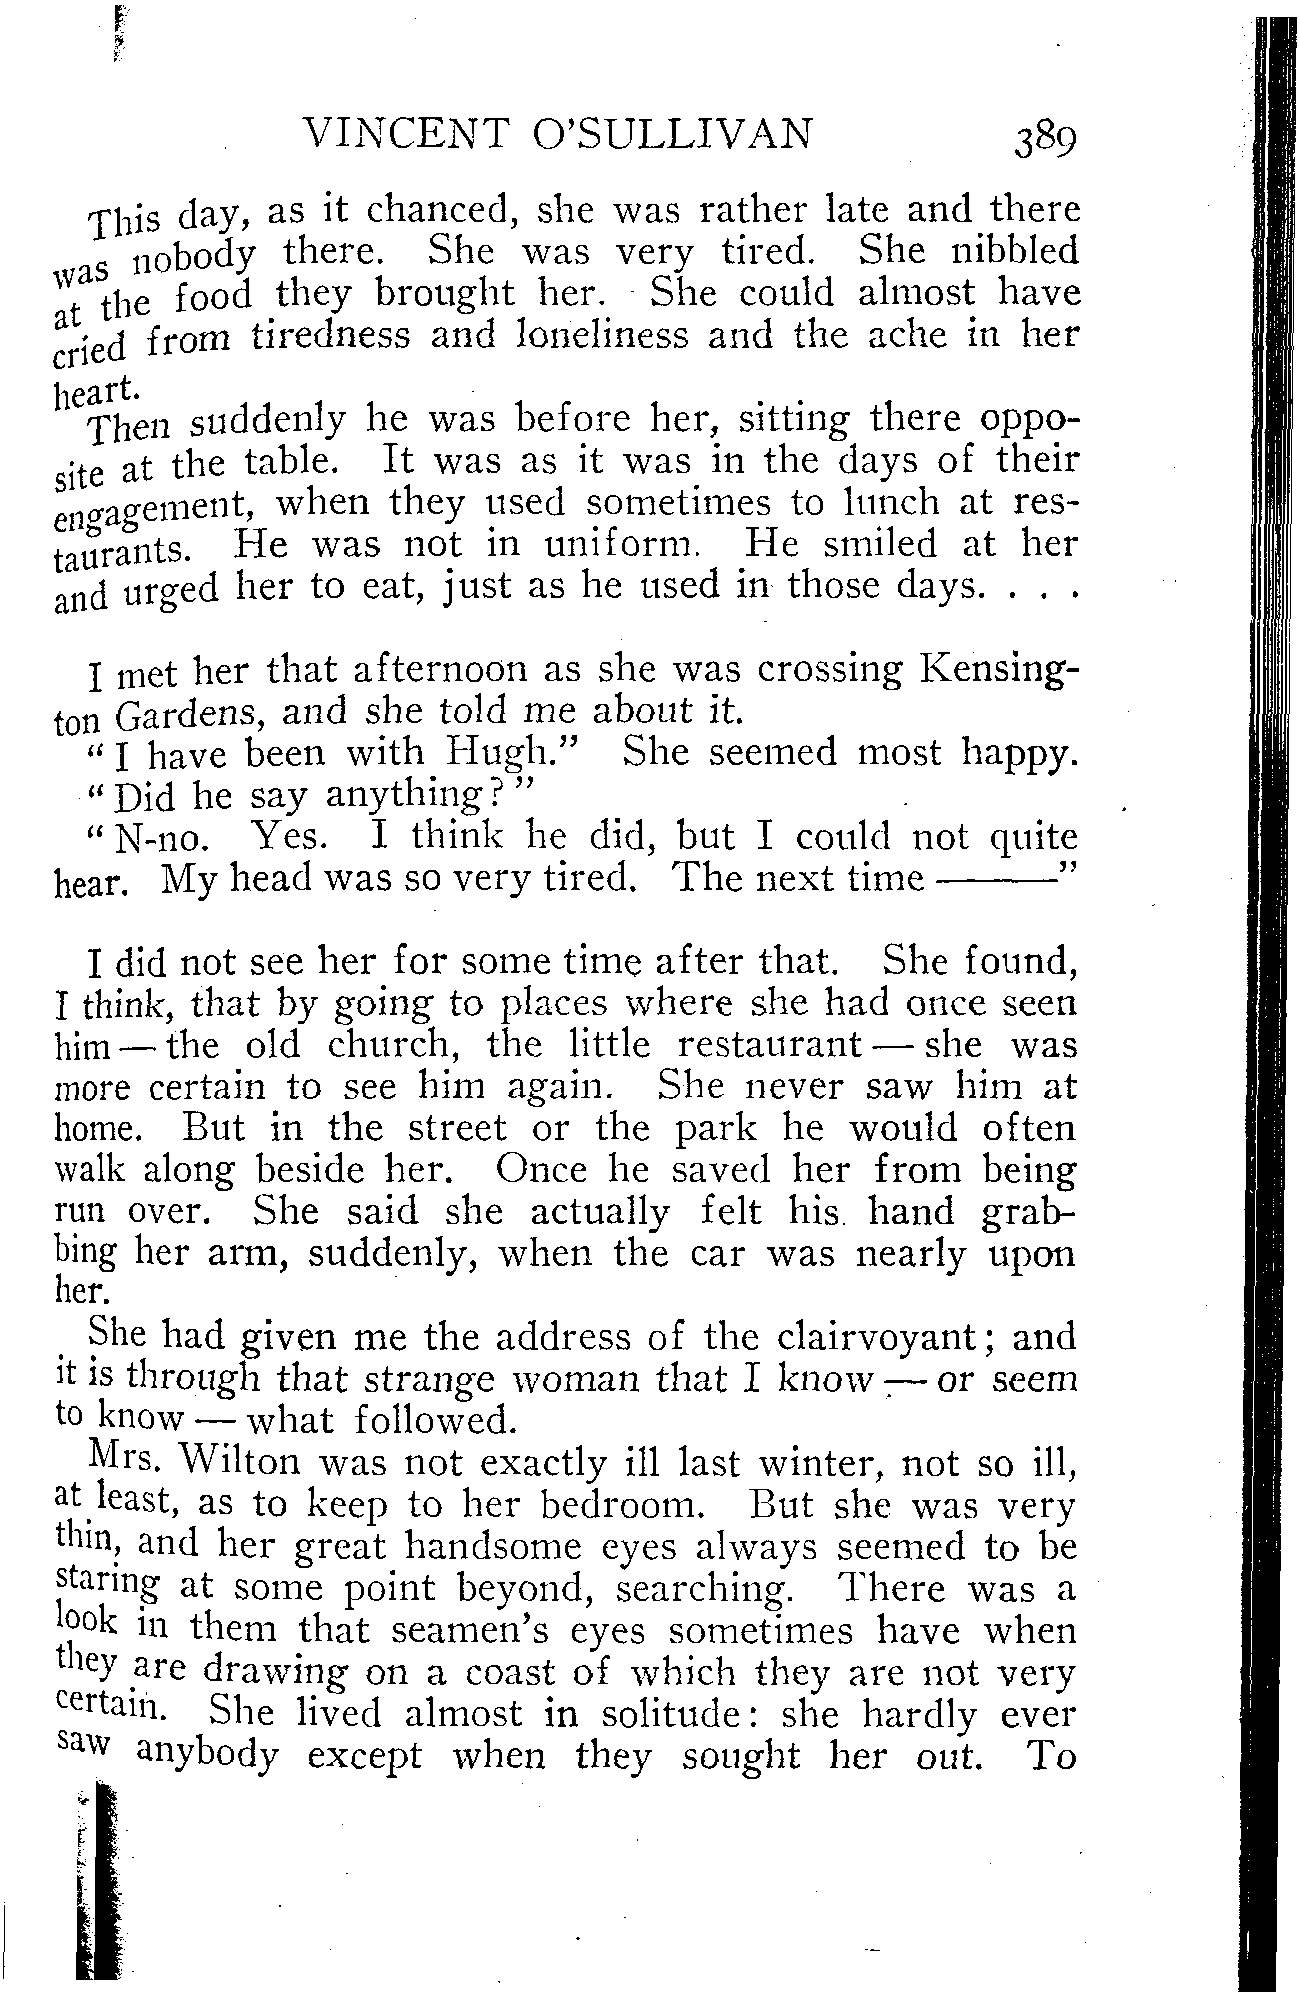 VINCENT O'SULLIVAN 389
This day, as it chanced, she was rather late and there
was nobody there. She was very tired. She nibbled
at the food they brought her. She could almost have
cried from tiredness and loneliness and the ache in her
heart.
Then suddenly he was before her, sitting there oppo-
site at the table. It was as it was in the days of their
engagement, when they used sometimes to lunch at res-
taurants. He was not in uniform. He smiled at her
and urged her to eat, just as he used in those days. . . .
I met her that afternoon as she was crossing Kensing-
ton Gardens, and she told me about it.
"I have been with Hugh." She seemed most happy.
"Did he say anything?"
"N-no. Yes. I think he did, but I could not quite
hear. My head was so very tired. The next time ——"
I did not see her for some time after that. She found,
I think, that by going to places where she had once seen
him — the old church, the little restaurant — she was
more certain to see him again. She never saw him at
home. But in the street or the park he would often
walk along beside her. Once he saved her from being
run over. She said she actually felt his hand grab-
bing her arm, suddenly, when the car was nearly upon
her.
She had given me the address of the clairvoyant; and
it is through that strange woman that I know — or seem
to know — what followed.
Mrs. Wilton was not exactly ill last winter, not so ill,
at least, as to keep to her bedroom. But she was very
thin, and her great handsome eyes always seemed to be
staring at some point beyond, searching. There was a
look in them that seamen's eyes sometimes have when
they are drawing on a coast of which they are not very
certain. She lived almost in solitude: she hardly ever
saw anybody except when they sought her out. To